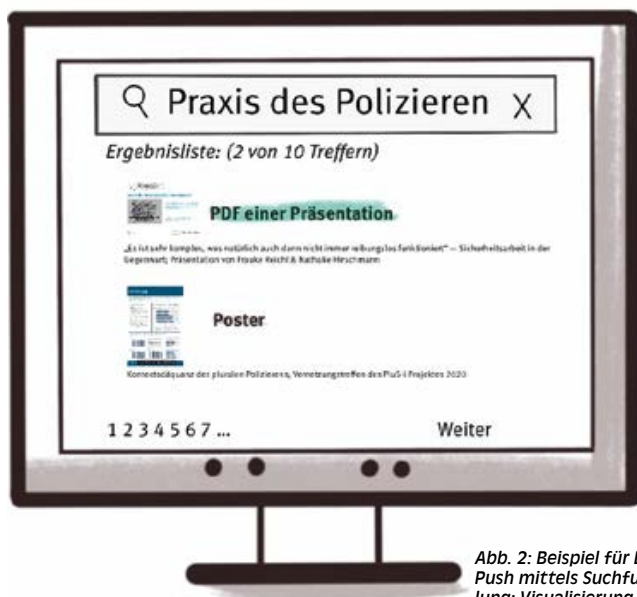 Praxis des Polizieren X
Ergebnisliste: (2 von 10 Treffern)
PDF einer Präsentation
„Es ist sehr komplex, was natürlich auch dann nicht immer reibungslos funktioniert“ – Sicherheitsarbeit in der
Gegenwart; Präsentation von Frauke Reichl & Nathalie Hirschmann
Poster
des pluralen Polizierens, Vernetzungstreffen des PluS-i Projektes 2020
1 2 3 4 5 6 7 ... Weiter
Abb. 2: Beispiel für
Push mittels
Visualisierung